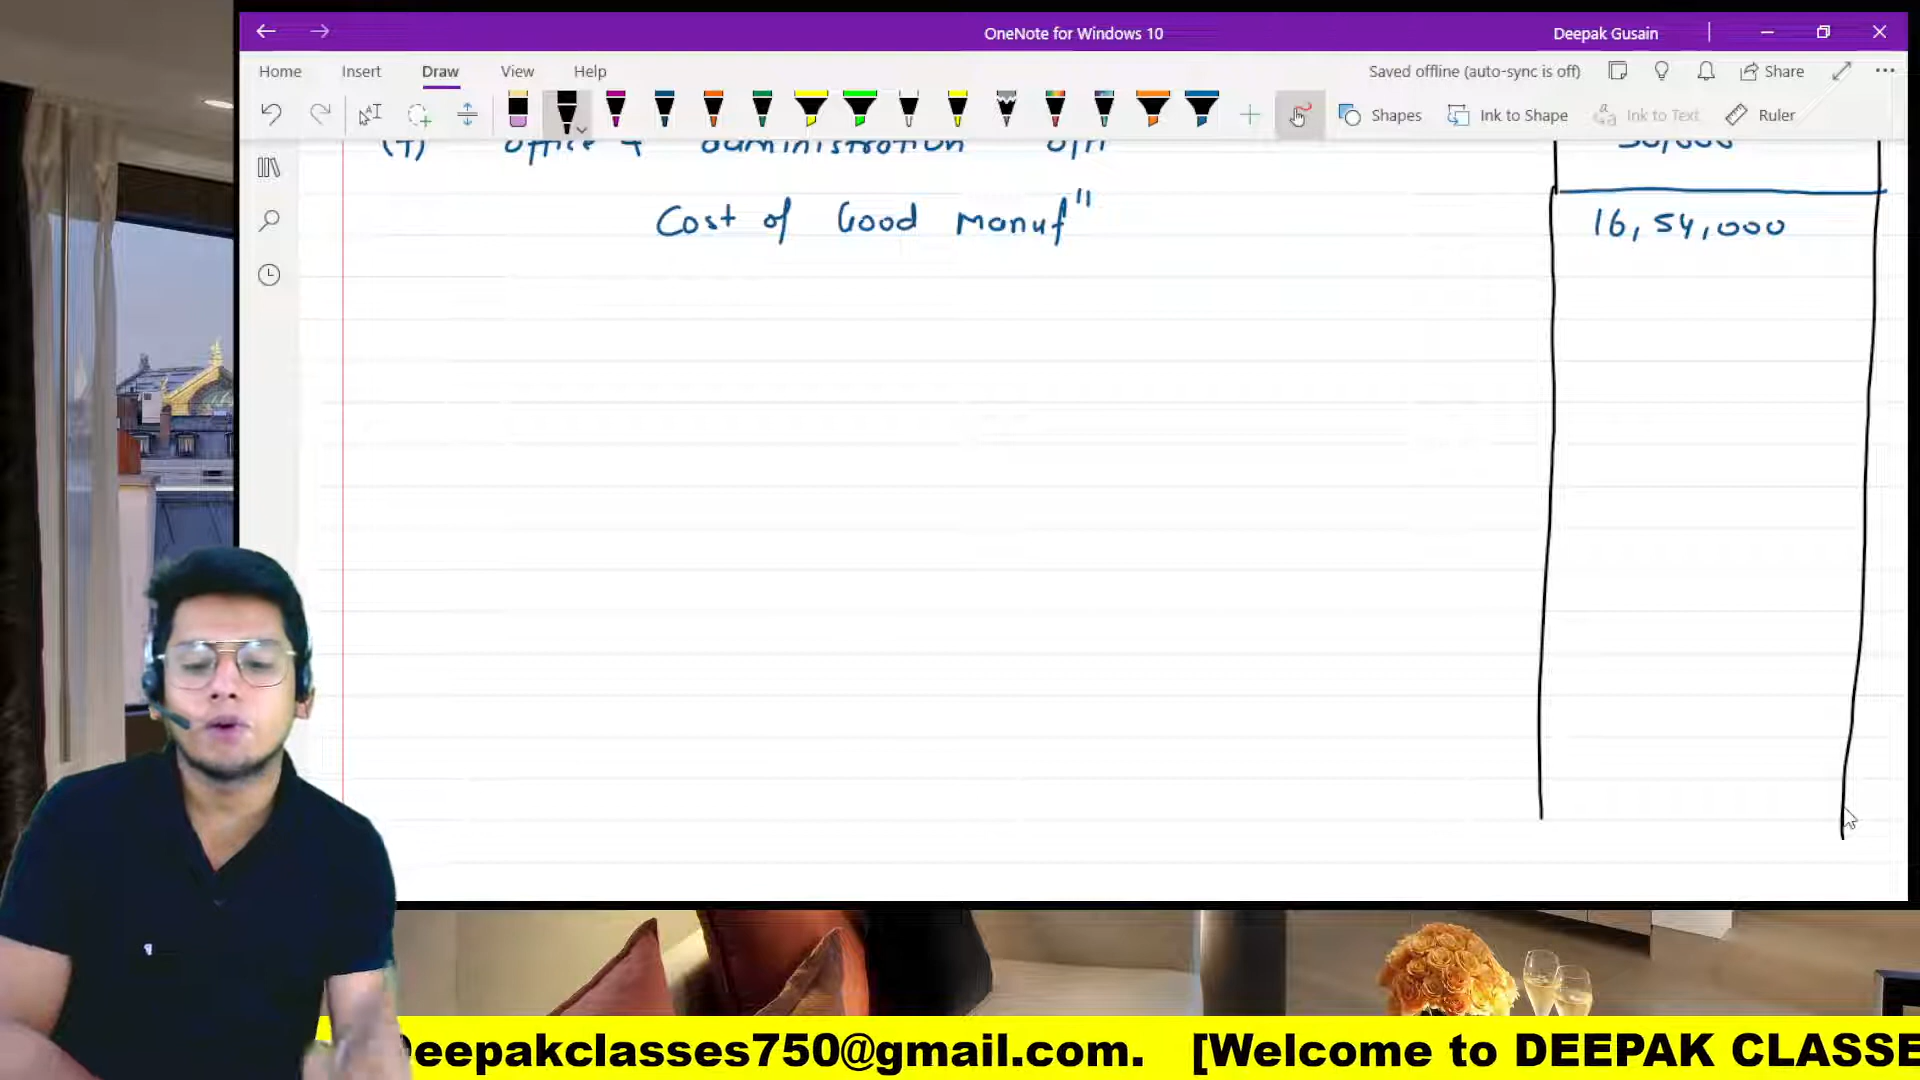 OneNote for Windows 10
Deepak Gusain
Home Insert Draw View Help
Saved offline (auto-sync is off) Share
Shapes Ink to Shape Ink to Text Ruler
office & administration O/H
Cost of Good Manuf" 16,54,000
eepakclasses750@gmail.com. [Welcome to DEEPAK CLASSE